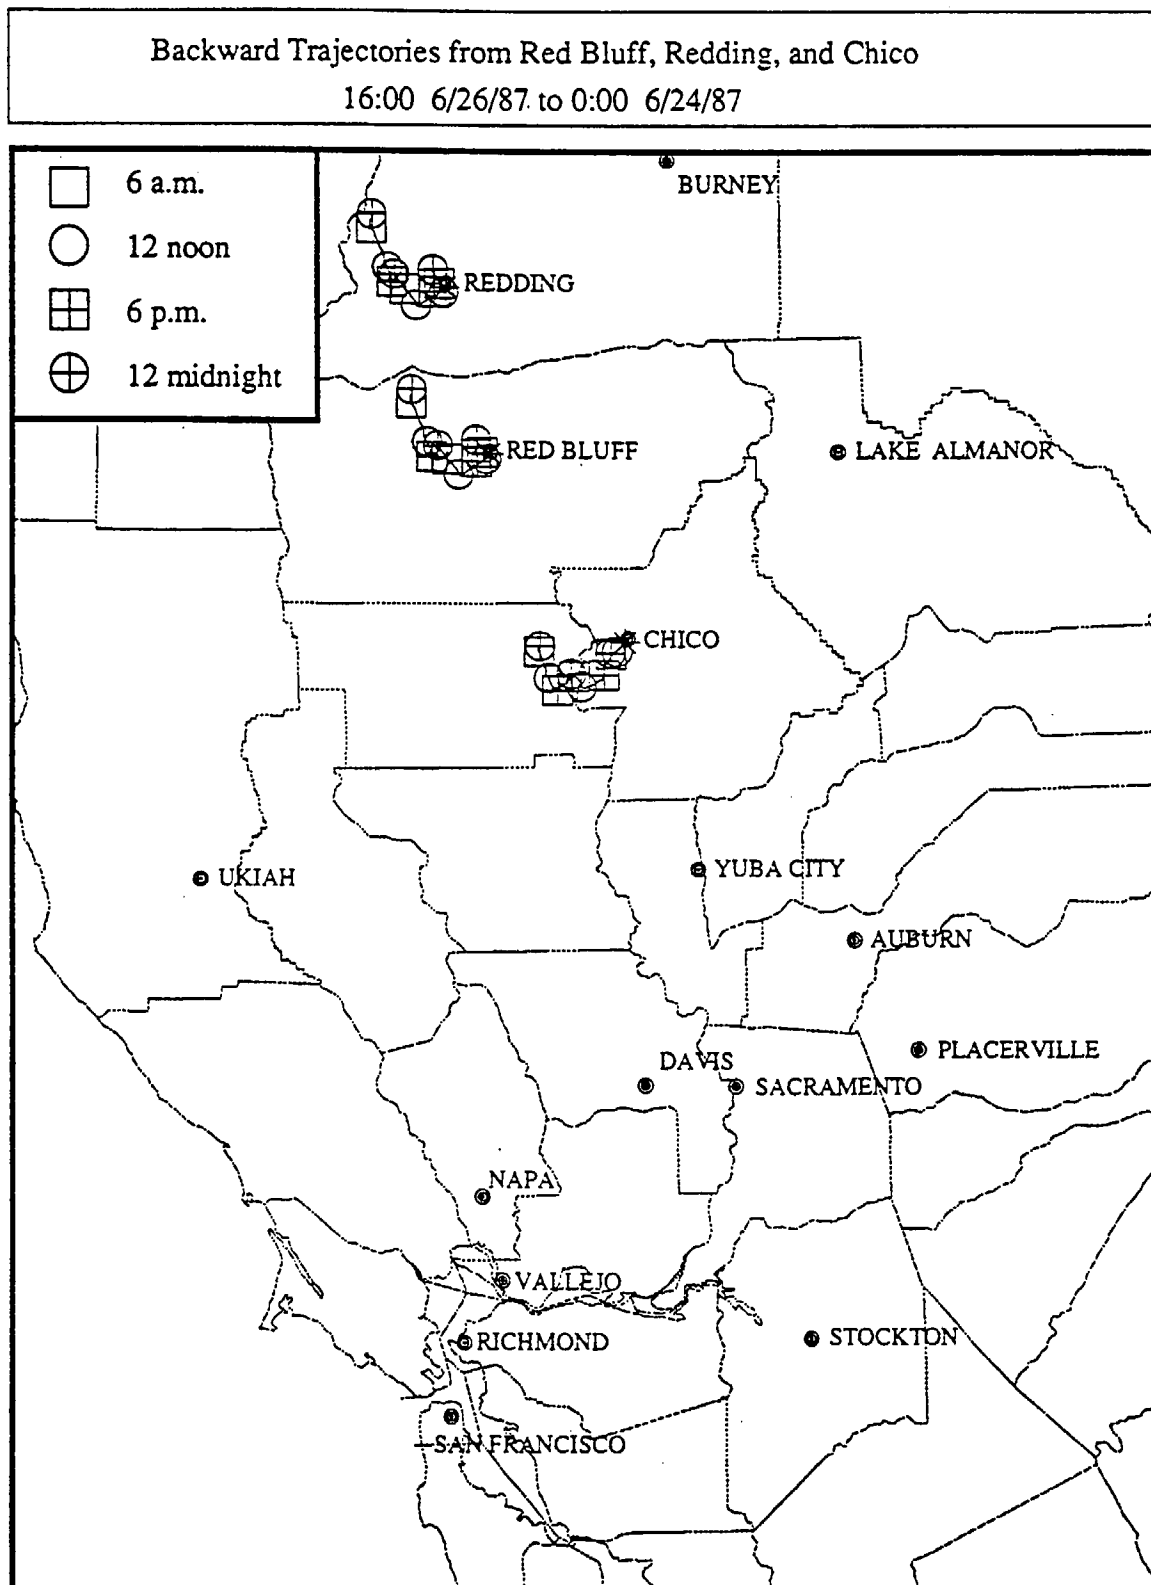 Backward Trajectories from Red Bluff, Redding, and Chico
16:00 6/26/87 to 0:00 6/24/87
6 a.m.
12 noon
6 p.m.
12 midnight
BURNEY
REDDING
RED BLUFF
LAKE ALMANOR
CHICO
UKIAH
YUBA CITY
AUBURN
PLACERVILLE
DAVIS
SACRAMENTO
NAPA
VALLEJO
RICHMOND
STOCKTON
SAN FRANCISCO